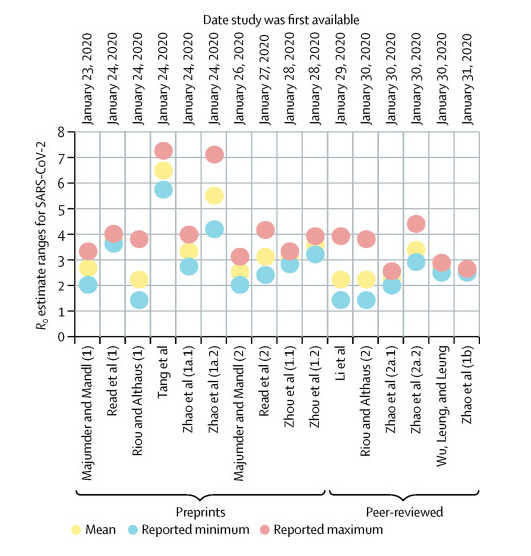 Date study was first available
January 23, 2020
January 24, 2020
January 24, 2020
January 24, 2020
January 24, 2020
January 24, 2020
January 26, 2020
January 27, 2020
January 28, 2020
January 28, 2020
January 29, 2020
January 30, 2020
January 30, 2020
January 30, 2020
January 30, 2020
January 31, 2020
R₀ estimate ranges for SARS-CoV-2
8
7
6
5
4
3
2
1
0
Majumder and Mandl (1)
Read et al (1)
Riou and Althaus (1)
Tang et al
Zhao et al (1a.1)
Zhao et al (1a.2)
Majumder and Mandl (2)
Read et al (2)
Zhou et al (1.1)
Zhou et al (1.2)
Li et al
Riou and Althaus (2)
Zhao et al (2a.1)
Zhao et al (2a.2)
Wu, Leung, and Leung
Zhao et al (1b)
Preprints
Peer-reviewed
Mean
Reported minimum
Reported maximum